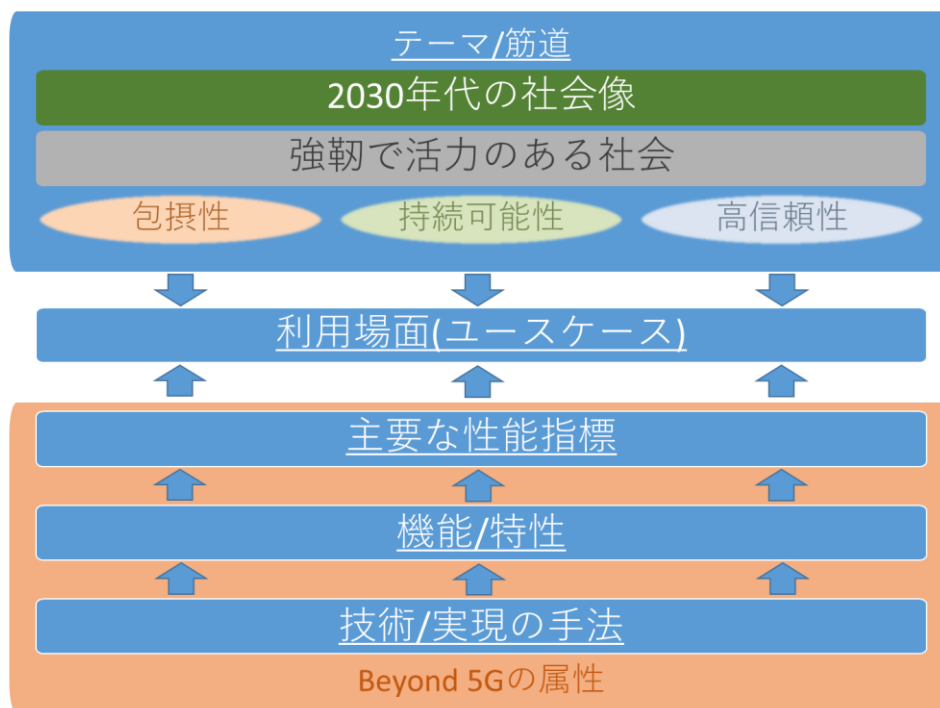 テーマ/筋道
2030年代の社会像
強靭で活力のある社会
包摂性 持続可能性 高信頼性
利用場面(ユースケース)
主要な性能指標
機能/特性
技術/実現の手法
Beyond 5Gの属性